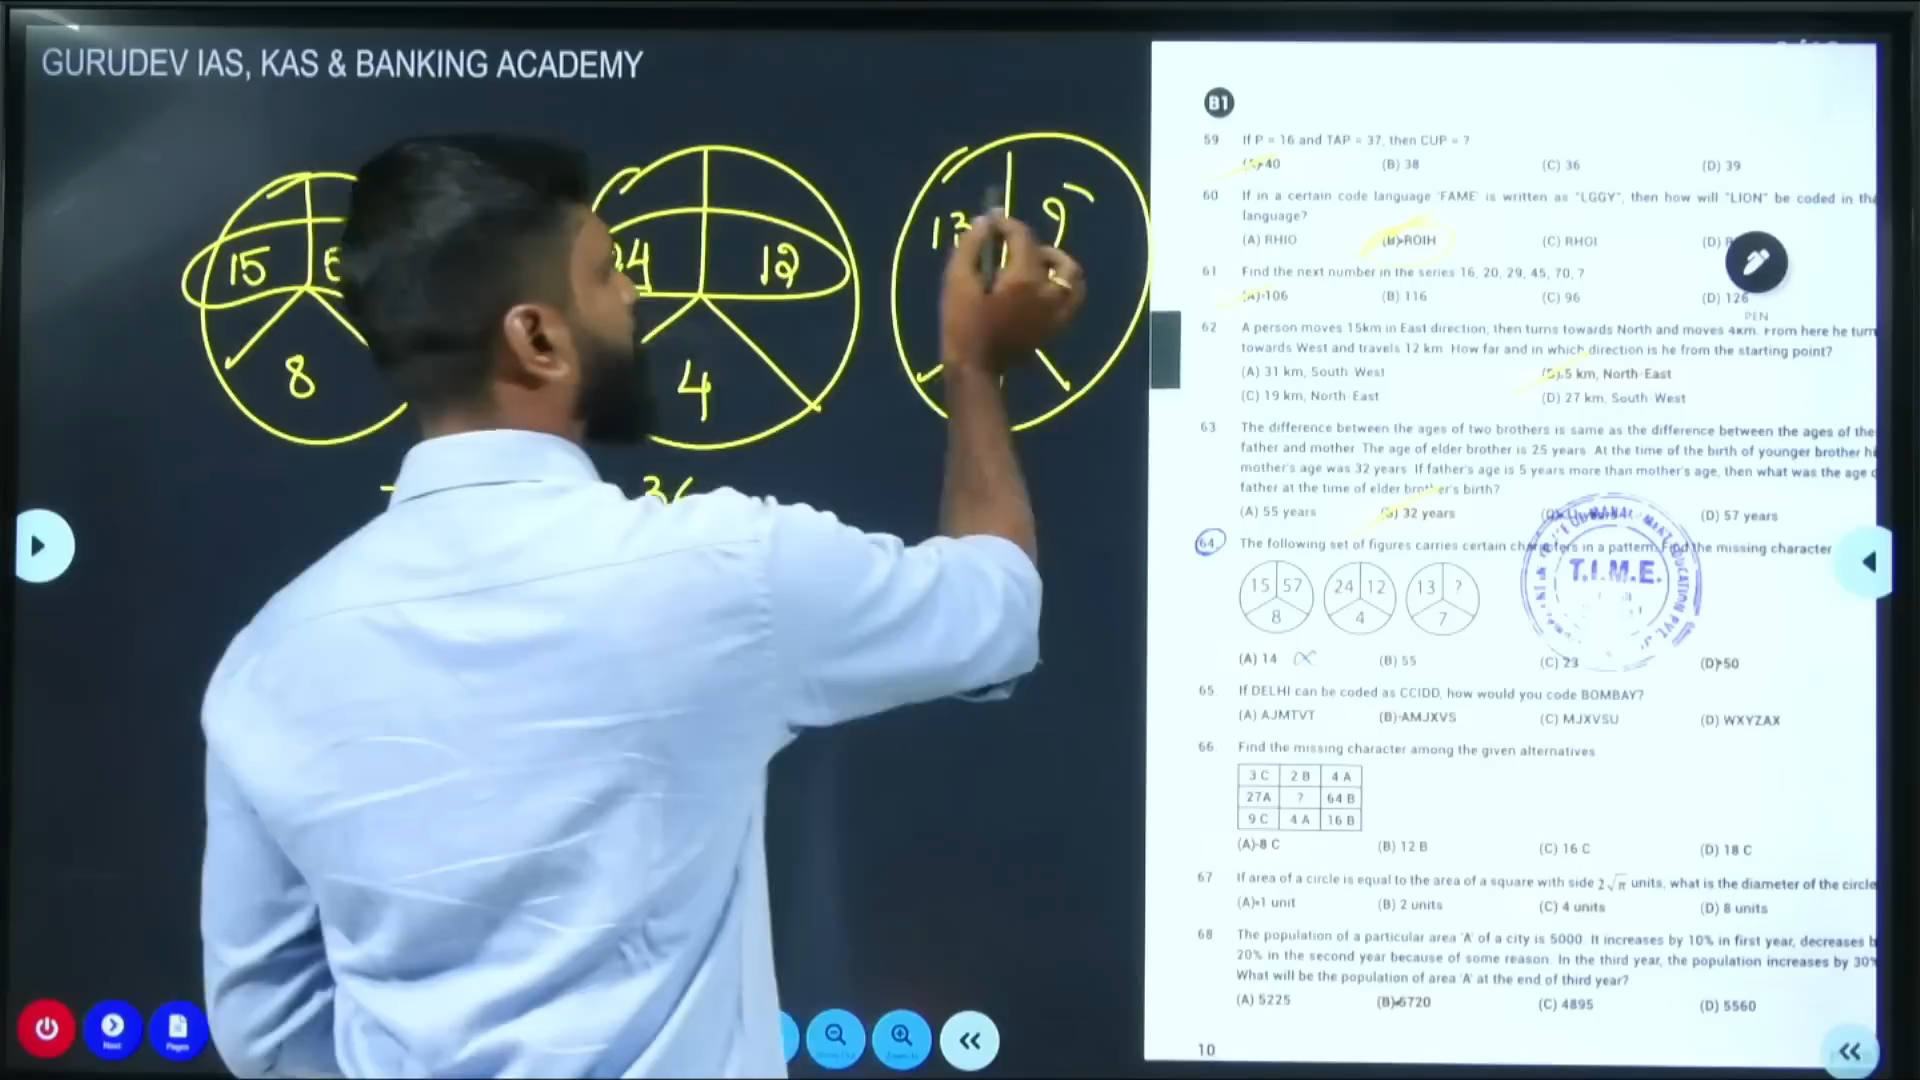 GURUDEV IAS, KAS & BANKING ACADEMY
15
8
24 12
4
13 ?
36
B1
59 If P = 16 and TAP = 37, then CUP = ?
(A) 40 (B) 38 (C) 36 (D) 39
60 If in a certain code language 'FAME' is written as "LGGY", then how will "LION" be coded in
language?
(A) RHIO (B) ROIH (C) RHOI (D)
61 Find the next number in the series 16, 20, 29, 45, 70, ?
(A) 106 (B) 116 (C) 96 (D) 126
PEN
62 A person moves 15km in East direction, then turns towards North and moves 4km. From here he turn
towards West and travels 12 km. How far and in which direction is he from the starting point?
(A) 31 km, South-West (B) 5 km, North-East
(C) 19 km, North-East (D) 27 km, South-West
63 The difference between the ages of two brothers is same as the difference between the ages of the
father and mother. The age of elder brother is 25 years. At the time of the birth of younger brother
mother's age was 32 years. If father's age is 5 years more than mother's age, then what was the age
father at the time of elder brother's birth?
(A) 55 years (B) 32 years (D) 57 years
64 The following set of figures carries certain characters in a pattern. Find the missing character
15 57 24 12 13 ?
8 4 7
T.I.M.E.
(A) 14 (B) 55 (C) 23 (D) 50
65. If DELHI can be coded as CCIDD, how would you code BOMBAY?
(A) AJMTVT (B) AMJXVS (C) MJXVSU (D) WXYZAX
66. Find the missing character among the given alternatives
3 C 2 B 4 A
27A ? 64 B
9 C 4 A 16 B
(A) 8 C (B) 12 B (C) 16 C (D) 18 C
67 If area of a circle is equal to the area of a square with side 2√π units, what is the diameter of the circle
(A) 1 unit (B) 2 units (C) 4 units (D) 8 units
68 The population of a particular area 'A' of a city is 5000. It increases by 10% in first year, decreases
20% in the second year because of some reason. In the third year, the population increases by 30%
What will be the population of area 'A' at the end of third year?
(A) 5225 (B) 5720 (C) 4895 (D) 5560
10
Next Pages